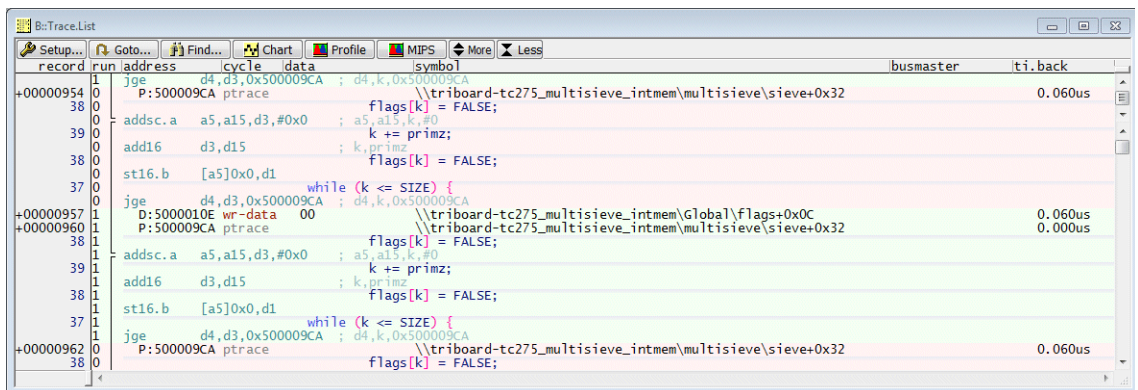 B::Trace.List
Setup... Goto... Find... Chart Profile MIPS More Less
record run address cycle data symbol busmaster ti.back
1 jge d4,d3,0x500009CA ; d4,k,0x500009CA
+00000954 0 P:500009CA ptrace \\triboard-tc275_multisieve_intmem\multisieve\sieve+0x32 0.060us
38 0 flags[k] = FALSE;
0 addsc.a a5,a15,d3,#0x0 ; a5,a15,k,#0
39 0 k += primz;
0 add16 d3,d15 ; k,primz
38 0 flags[k] = FALSE;
0 st16.b [a5]0x0,d1
37 0 while (k <= SIZE) {
0 jge d4,d3,0x500009CA ; d4,k,0x500009CA
+00000957 1 D:5000010E wr-data 00 \\triboard-tc275_multisieve_intmem\Global\flags+0x0C 0.060us
+00000960 1 P:500009CA ptrace \\triboard-tc275_multisieve_intmem\multisieve\sieve+0x32 0.000us
38 1 flags[k] = FALSE;
1 addsc.a a5,a15,d3,#0x0 ; a5,a15,k,#0
39 1 k += primz;
1 add16 d3,d15 ; k,primz
38 1 flags[k] = FALSE;
1 st16.b [a5]0x0,d1
37 1 while (k <= SIZE) {
1 jge d4,d3,0x500009CA ; d4,k,0x500009CA
+00000962 0 P:500009CA ptrace \\triboard-tc275_multisieve_intmem\multisieve\sieve+0x32 0.060us
38 0 flags[k] = FALSE;